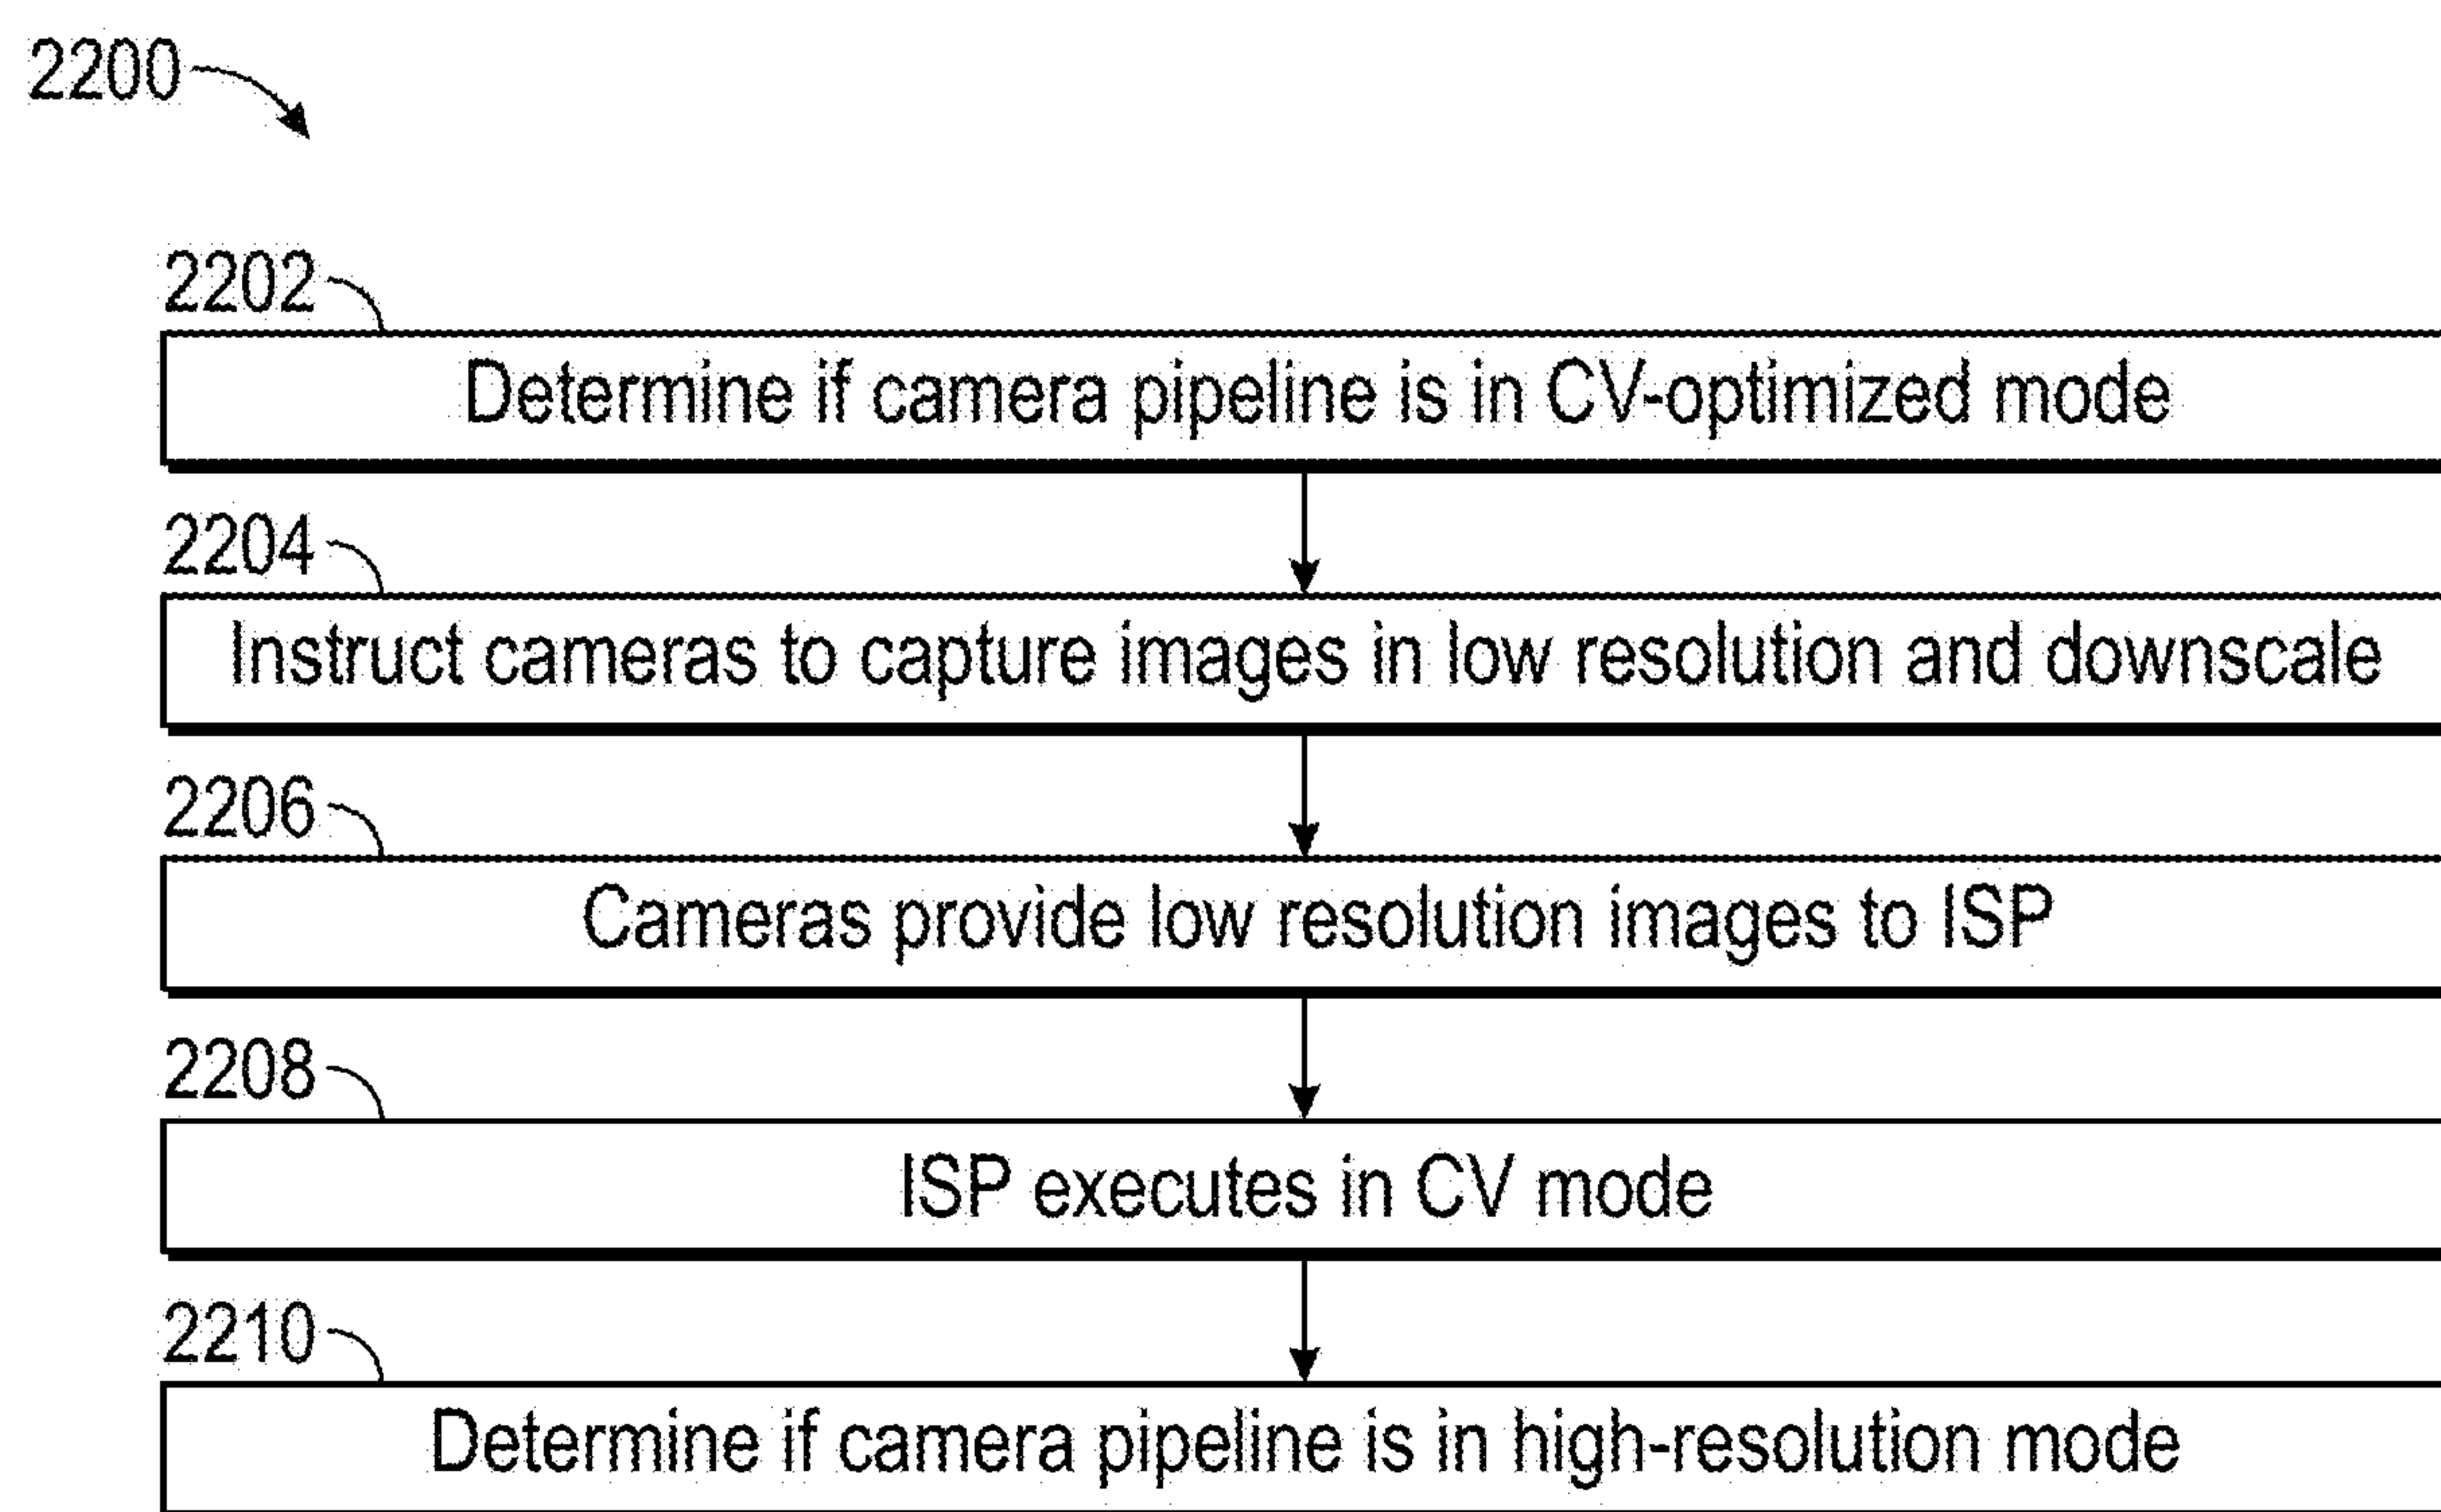 2200
2202
Determine if camera pipeline is in CV-optimized mode
2204
Instruct cameras to capture images in low resolution and downscale
2206
Cameras provide low resolution images to ISP
2208
ISP executes in CV mode
2210
Determine if camera pipeline is in high-resolution mode